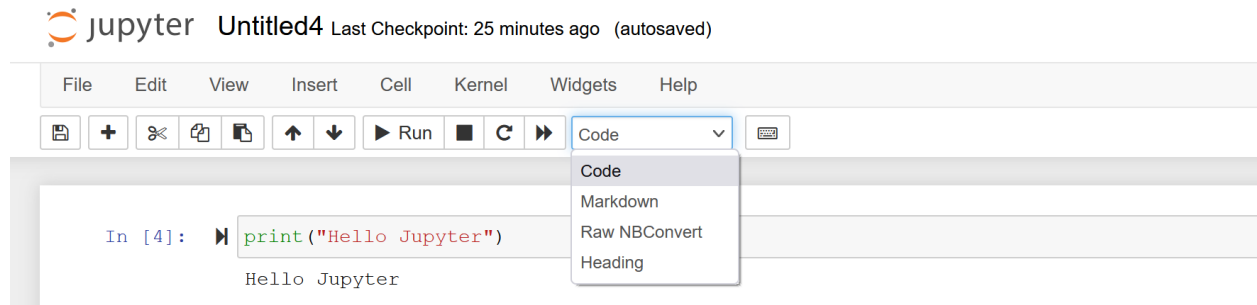 jupyter Untitled4 Last Checkpoint: 25 minutes ago (autosaved)
File Edit View Insert Cell Kernel Widgets Help
Run Code
Code
Markdown
Raw NBConvert
Heading
In [4]: print("Hello Jupyter")
Hello Jupyter